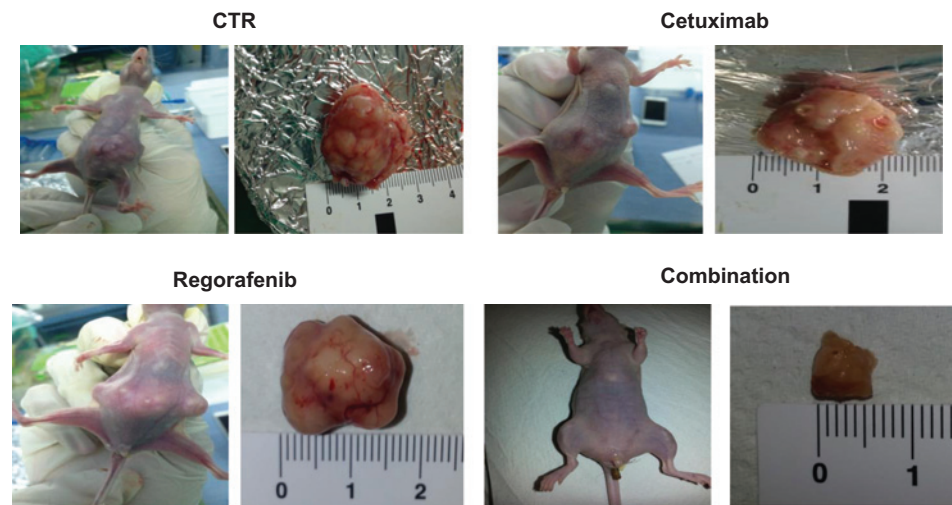 CTR
Cetuximab
0 1 2 3 4
0 1 2
Regorafenib
Combination
0 1 2
0 1